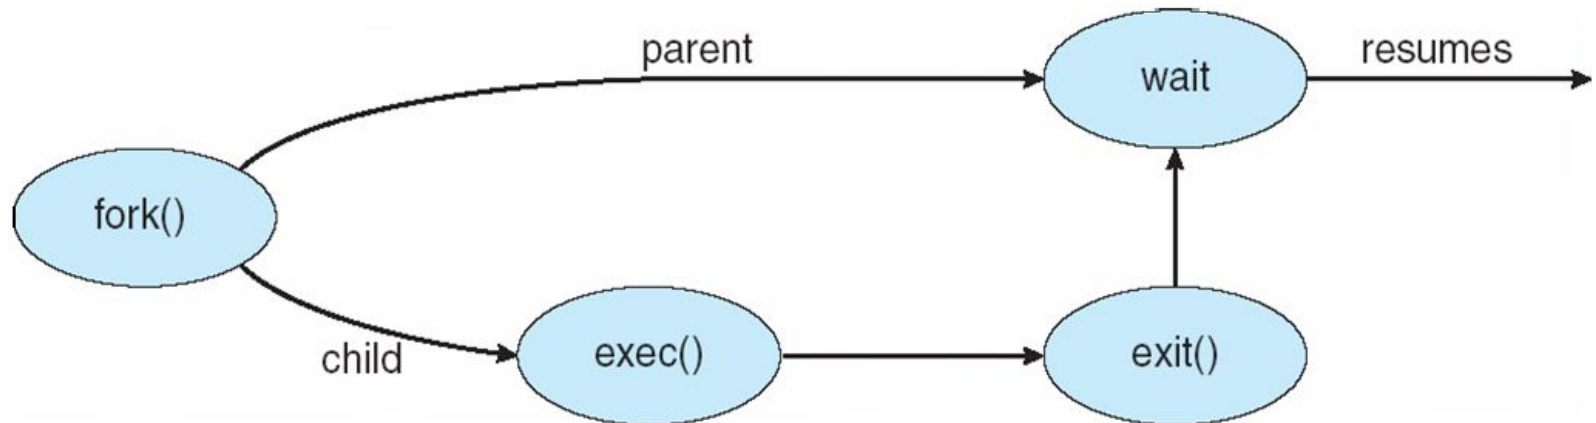 parent
wait
resumes
fork()
child
exec()
exit()